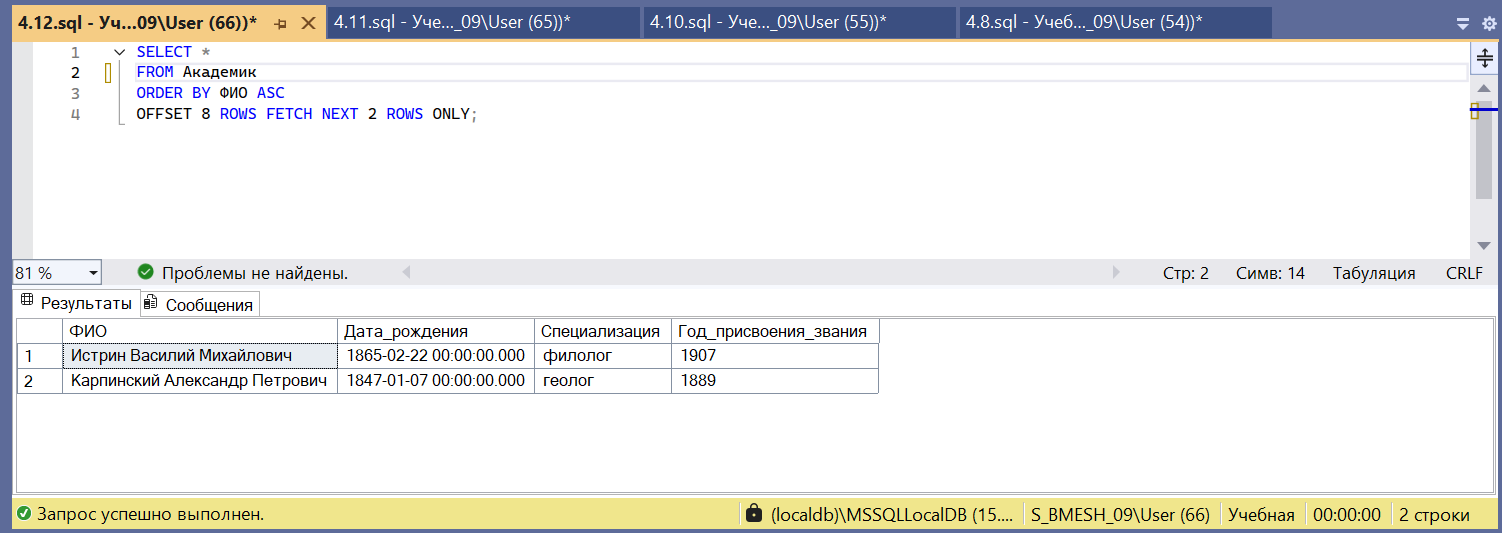 4.12.sql - Уч...09\User (66))* 4.11.sql - Уче..._09\User (65))* 4.10.sql - Уче..._09\User (55))* 4.8.sql - Учеб..._09\User (54))*
1 SELECT *
2 FROM Академик
3 ORDER BY ФИО ASC
4 OFFSET 8 ROWS FETCH NEXT 2 ROWS ONLY;
81 % Проблемы не найдены. Стр: 2 Симв: 14 Табуляция CRLF
Результаты Сообщения
ФИО Дата_рождения Специализация Год_присвоения_звания
1 Истрин Василий Михайлович 1865-02-22 00:00:00.000 филолог 1907
2 Карпинский Александр Петрович 1847-01-07 00:00:00.000 геолог 1889
Запрос успешно выполнен. (localdb)\MSSQLLocalDB (15.... S_BMESH_09\User (66) Учебная 00:00:00 2 строки